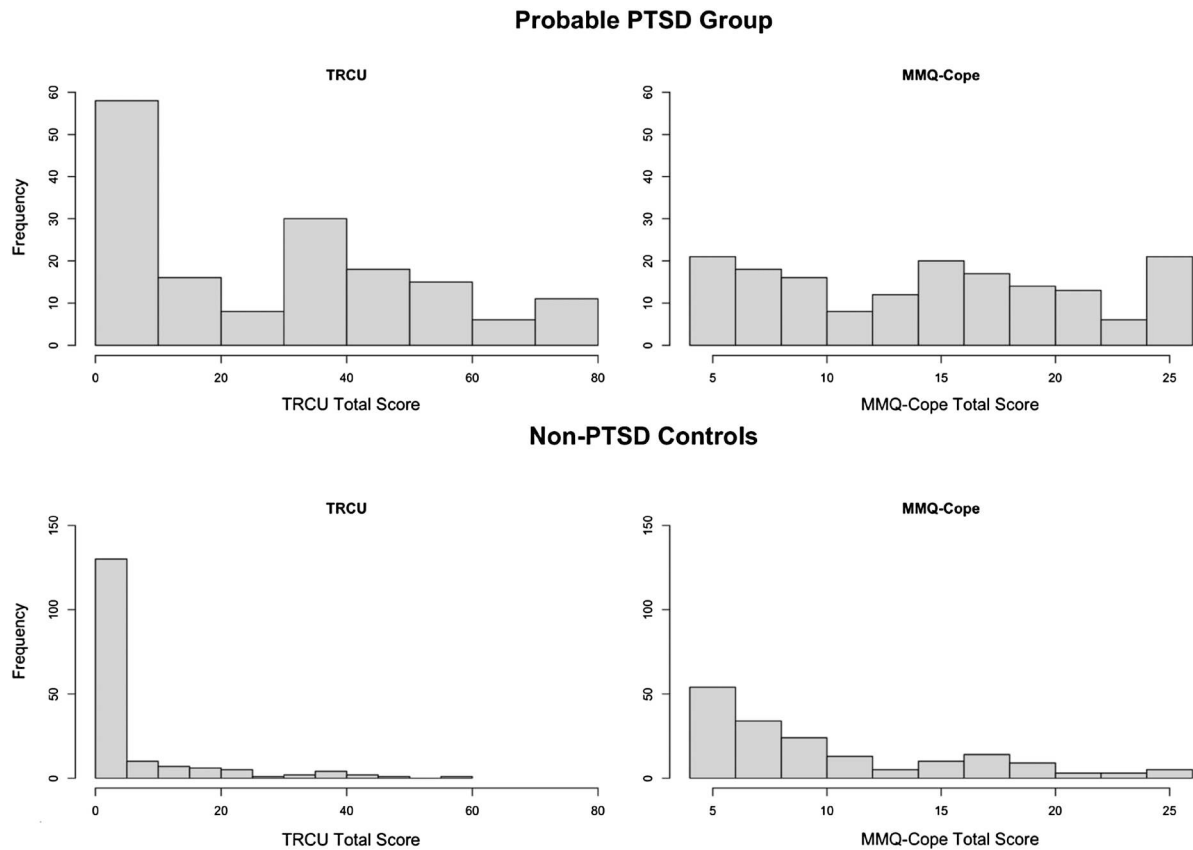 Probable PTSD Group
TRCU
MMQ-Cope
Frequency
60
50
40
30
20
10
0
0 20 40 60 80
TRCU Total Score
60
50
40
30
20
10
0
5 10 15 20 25
MMQ-Cope Total Score
Non-PTSD Controls
TRCU
MMQ-Cope
Frequency
150
100
50
0
0 20 40 60 80
TRCU Total Score
150
100
50
0
5 10 15 20 25
MMQ-Cope Total Score